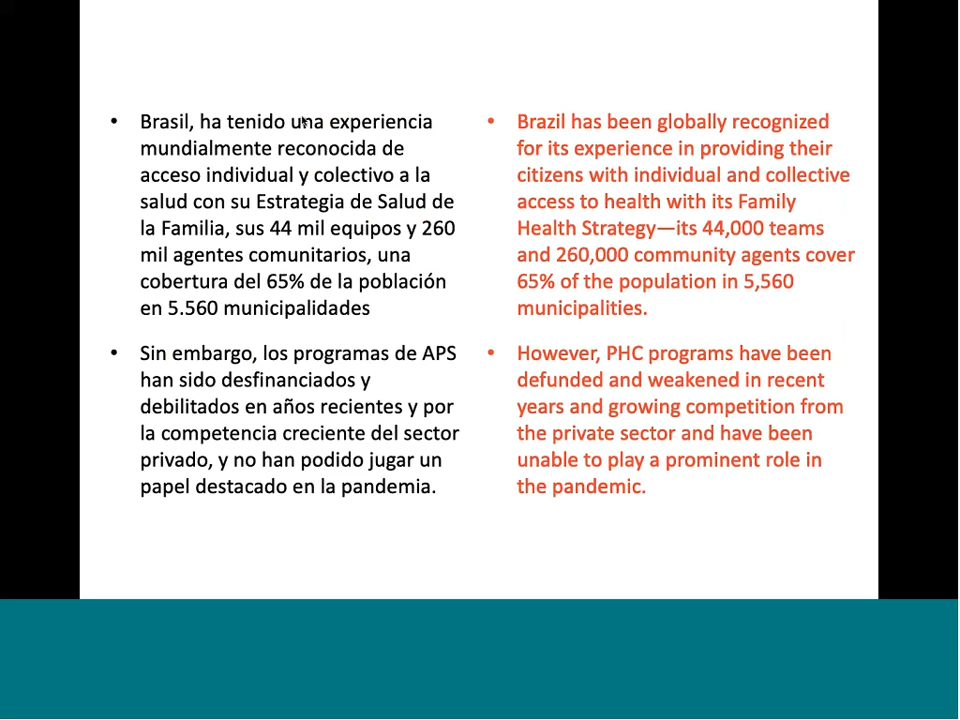 • Brasil, ha tenido una experiencia
mundialmente reconocida de
acceso individual y colectivo a la
salud con su Estrategia de Salud de
la Familia, sus 44 mil equipos y 260
mil agentes comunitarios, una
cobertura del 65% de la población
en 5.560 municipalidades
• Sin embargo, los programas de APS
han sido desfinanciados y
debilitados en años recientes y por
la competencia creciente del sector
privado, y no han podido jugar un
papel destacado en la pandemia.
• Brazil has been globally recognized
for its experience in providing their
citizens with individual and collective
access to health with its Family
Health Strategy—its 44,000 teams
and 260,000 community agents cover
65% of the population in 5,560
municipalities.
• However, PHC programs have been
defunded and weakened in recent
years and growing competition from
the private sector and have been
unable to play a prominent role in
the pandemic.